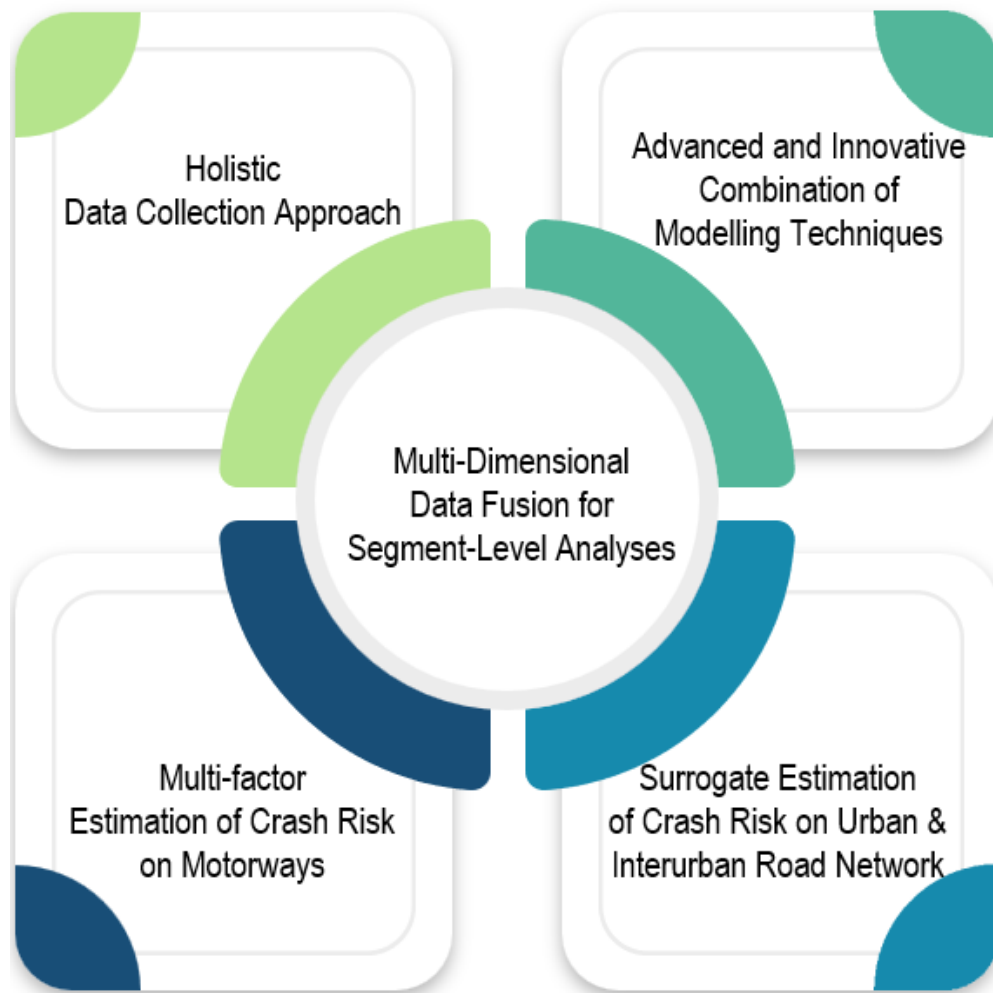 Holistic
Data Collection Approach
Advanced and Innovative
Combination of
Modelling Techniques
Multi-Dimensional
Data Fusion for
Segment-Level Analyses
Multi-factor
Estimation of Crash Risk
on Motorways
Surrogate Estimation
of Crash Risk on Urban &
Interurban Road Network